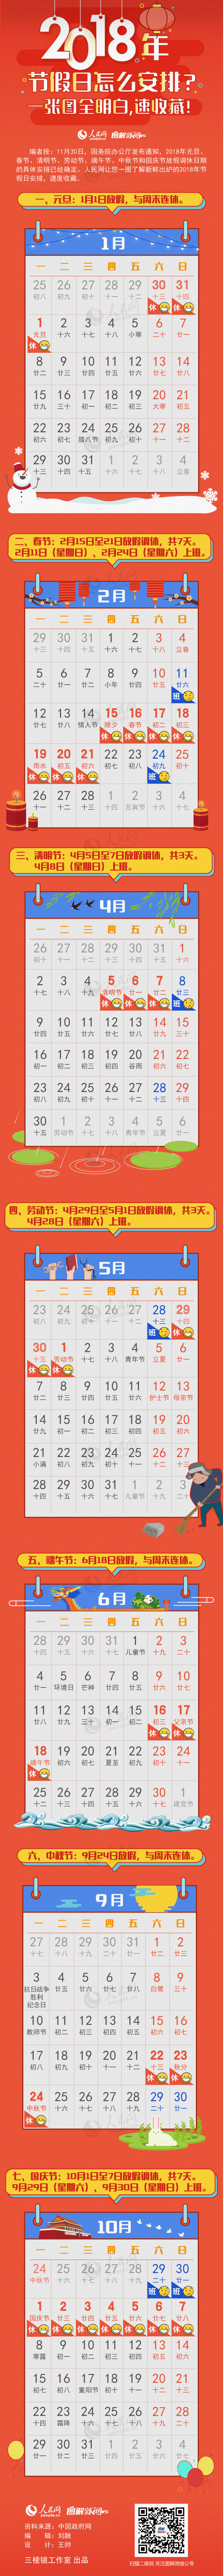 2018年
节假日怎么安排？
一张图全明白,速收藏!
人民网 people.cn 图解新闻
编者按：11月30日，国务院办公厅发布通知，2018年元旦、
春节、清明节、劳动节、端午节、中秋节和国庆节放假调休日期
的具体安排已经确定。人民网让您一图了解新鲜出炉的2018年节
假日安排，速度收藏。
一、元旦：1月1日放假，与周末连休。
1月
一 二 三 四 五 六 日
25 26 27 28 29 30 31
初八 初九 初十 十一 十二 十三 十四
休 休
1 2 3 4 5 6 7
元旦 十六 十七 十八 小寒 二十 廿一
休
8 9 10 11 12 13 14
廿二 廿三 廿四 廿五 廿六 廿七 廿八
15 16 17 18 19 20 21
廿九 三十 初一 初二 初三 大寒 初五
22 23 24 25 26 27 28
初六 初七 腊八节 初九 初十 十一 十二
29 30 31 1 2 3 4
十三 十四 十五 十六 十七 十八 立春
二、春节：2月15日至21日放假调休，共7天。
2月11日（星期日）、2月24日（星期六）上班。
2月
一 二 三 四 五 六 日
29 30 31 1 2 3 4
十三 十四 十五 十六 十七 十八 立春
5 6 7 8 9 10 11
二十 廿一 廿二 小年 廿四 廿五 廿六
班
12 13 14 15 16 17 18
廿七 廿八 情人节 除夕 春节 初二 初三
休 休 休 休
19 20 21 22 23 24 25
雨水 初五 初六 初七 初八 初九 初十
休 休 休 班
26 27 28 1 2 3 4
十一 十二 十三 十四 元宵节 十六 十七
三、清明节：4月5日至7日放假调休，共3天。
4月8日（星期日）上班。
4月
一 二 三 四 五 六 日
26 27 28 29 30 31 1
初十 十一 十二 十三 十四 十五 十六
2 3 4 5 6 7 8
十七 十八 十九 清明节 廿一 廿二 廿三
休 休 休 班
9 10 11 12 13 14 15
廿四 廿五 廿六 廿七 廿八 廿九 三十
16 17 18 19 20 21 22
初一 初二 初三 初四 谷雨 初六 初七
23 24 25 26 27 28 29
初八 初九 初十 十一 十二 十三 十四
30 1 2 3 4 5 6
十五 劳动节 十七 十八 青年节 立夏 廿一
四、劳动节：4月29日至5月1日放假调休，共3天。
4月28日（星期六）上班。
5月
一 二 三 四 五 六 日
23 24 25 26 27 28 29
初八 初九 初十 十一 十二 十三 十四
班 休
30 1 2 3 4 5 6
十五 劳动节 十七 十八 青年节 立夏 廿一
休 休
7 8 9 10 11 12 13
廿二 廿三 廿四 廿五 廿六 护士节 母亲节
14 15 16 17 18 19 20
廿九 初一 初二 初三 初四 初五 初六
21 22 23 24 25 26 27
小满 初八 初九 初十 十一 十二 十三
28 29 30 31 1 2 3
十四 十五 十六 十七 儿童节 十九 二十
五、端午节：6月18日放假，与周末连休。
6月
一 二 三 四 五 六 日
28 29 30 31 1 2 3
十四 十五 十六 十七 儿童节 十九 二十
4 5 6 7 8 9 10
廿一 环境日 芒种 廿四 廿五 廿六 廿七
11 12 13 14 15 16 17
廿八 廿九 三十 初一 初二 初三 父亲节
休 休
18 19 20 21 22 23 24
端午节 初六 初七 夏至 初九 初十 十一
休
25 26 27 28 29 30 1
十二 十三 十四 十五 十六 十七 建党节
六、中秋节：9月24日放假，与周末连休。
9月
一 二 三 四 五 六 日
27 28 29 30 31 1 2
十七 十八 十九 二十 廿一 廿二 廿三
3 4 5 6 7 8 9
抗日战争
胜利
纪念日 廿五 廿六 廿七 廿八 白露 三十
10 11 12 13 14 15 16
教师节 初二 初三 初四 初五 初六 初七
17 18 19 20 21 22 23
初八 初九 初十 十一 十二 十三 秋分
休 休
24 25 26 27 28 29 30
中秋节 十六 十七 十八 十九 二十 廿一
休
七、国庆节：10月1日至7日放假调休，共7天。
9月29日（星期六）、9月30日（星期日）上班。
10月
一 二 三 四 五 六 日
24 25 26 27 28 29 30
中秋节 十六 十七 十八 十九 二十 廿一
班 班
1 2 3 4 5 6 7
国庆节 廿三 廿四 廿五 廿六 廿七 廿八
休 休 休 休 休 休 休
8 9 10 11 12 13 14
寒露 初一 初二 初三 初四 初五 初六
15 16 17 18 19 20 21
初七 初八 重阳节 初十 十一 十二 十三
22 23 24 25 26 27 28
十四 霜降 十六 十七 十八 十九 二十
29 30 31 1 2 3 4
廿一 廿二 廿三 廿四 廿五 廿六 廿七
人民网 people.cn 图解新闻
资料来源：中国政府网
编 辑：刘融
设 计：王帅
三棱镜工作室 出品
扫描二维码 关注图解微信公号